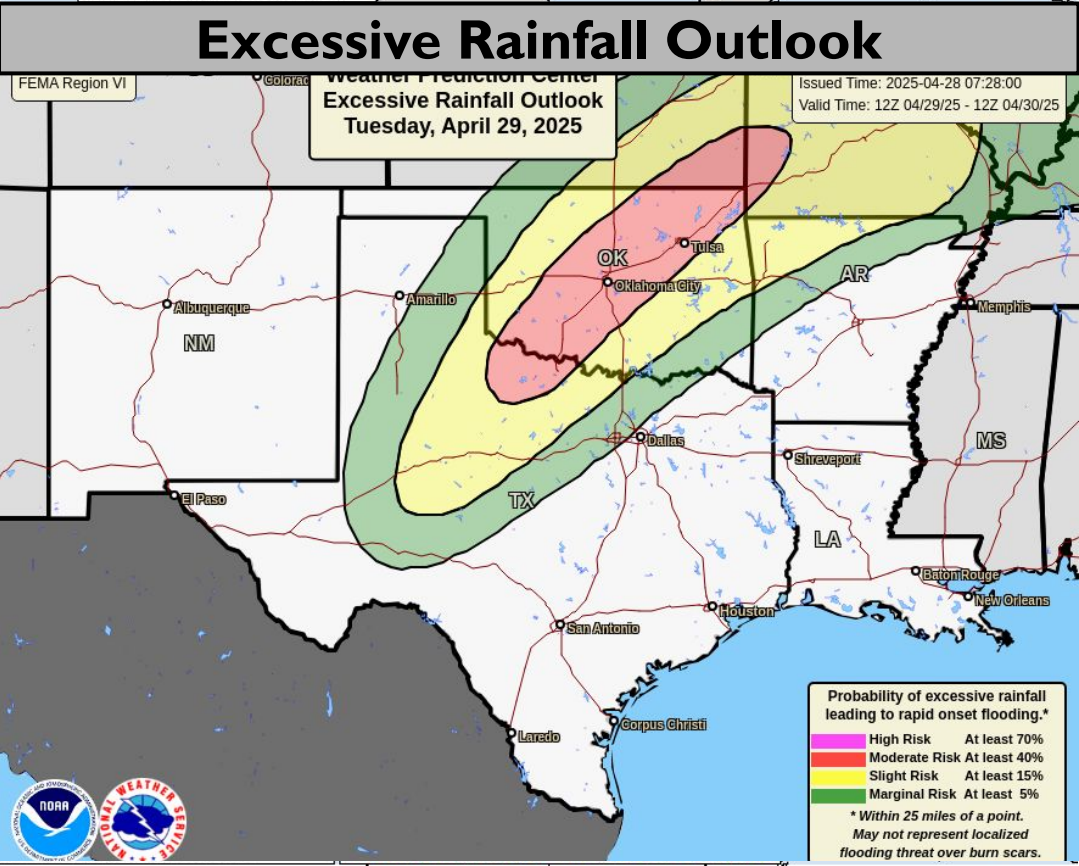 Excessive Rainfall Outlook
FEMA Region VI
Weather Prediction Center
Excessive Rainfall Outlook
Tuesday, April 29, 2025
Issued Time: 2025-04-28 07:28:00
Valid Time: 12Z 04/29/25 - 12Z 04/30/25
Tulsa
OK
Oklahoma City
AR
Amarillo
Albuquerque
Memphis
NM
Dallas
MS
Shreveport
El Paso
TX
LA
Baton Rouge
New Orleans
Houston
San Antonio
Corpus Christi
Laredo
Probability of excessive rainfall
leading to rapid onset flooding.*
High Risk At least 70%
Moderate Risk At least 40%
Slight Risk At least 15%
Marginal Risk At least 5%
* Within 25 miles of a point.
May not represent localized
flooding threat over burn scars.
NOAA
NATIONAL WEATHER SERVICE